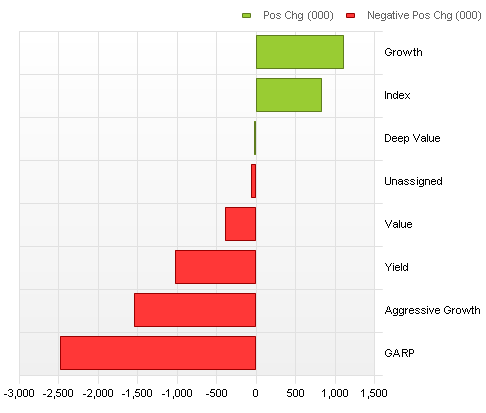 Pos Chg (000) Negative Pos Chg (000)
Growth
Index
Deep Value
Unassigned
Value
Yield
Aggressive Growth
GARP
-3,000 -2,500 -2,000 -1,500 -1,000 -500 0 500 1,000 1,500